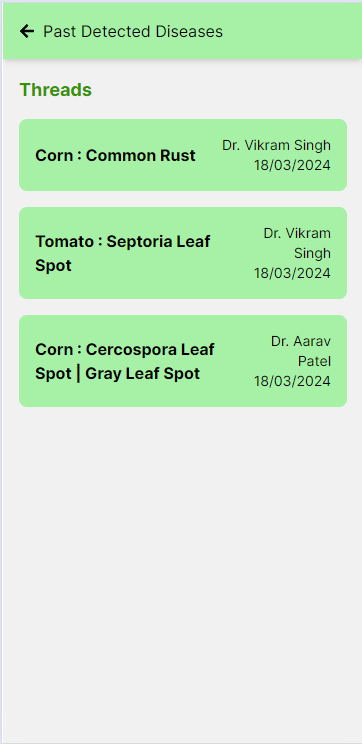 Past Detected Diseases
Threads
Corn : Common Rust
Dr. Vikram Singh
18/03/2024
Tomato : Septoria Leaf
Spot
Dr. Vikram
Singh
18/03/2024
Corn : Cercospora Leaf
Spot | Gray Leaf Spot
Dr. Aarav
Patel
18/03/2024